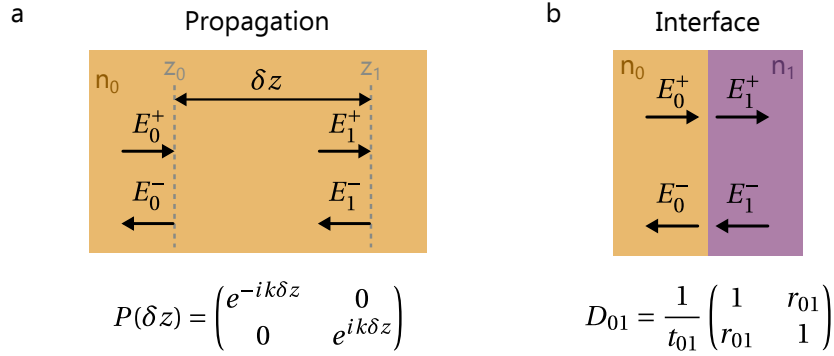 a Propagation
n₀ z₀ z₁
δz
E₀⁺ E₁⁺
E₀⁻ E₁⁻
P(δz) = (e^{-ikδz} 0
0 e^{ikδz})
b Interface
n₀ n₁
E₀⁺ E₁⁺
E₀⁻ E₁⁻
D₀₁ = 1/t₀₁ (1 r₀₁
r₀₁ 1)